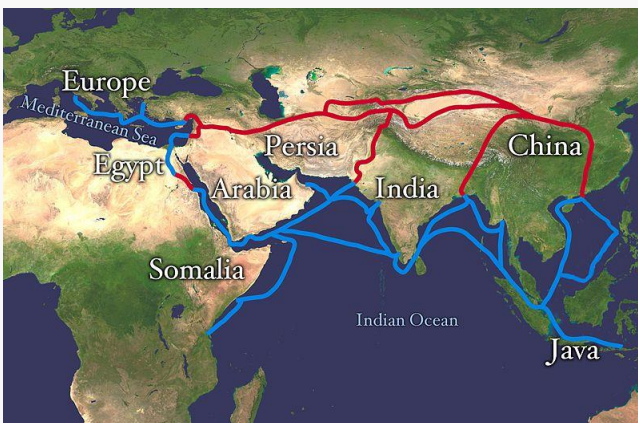 Europe
Mediterranean Sea
Egypt
Persia
China
Arabia
India
Somalia
Indian Ocean
Java